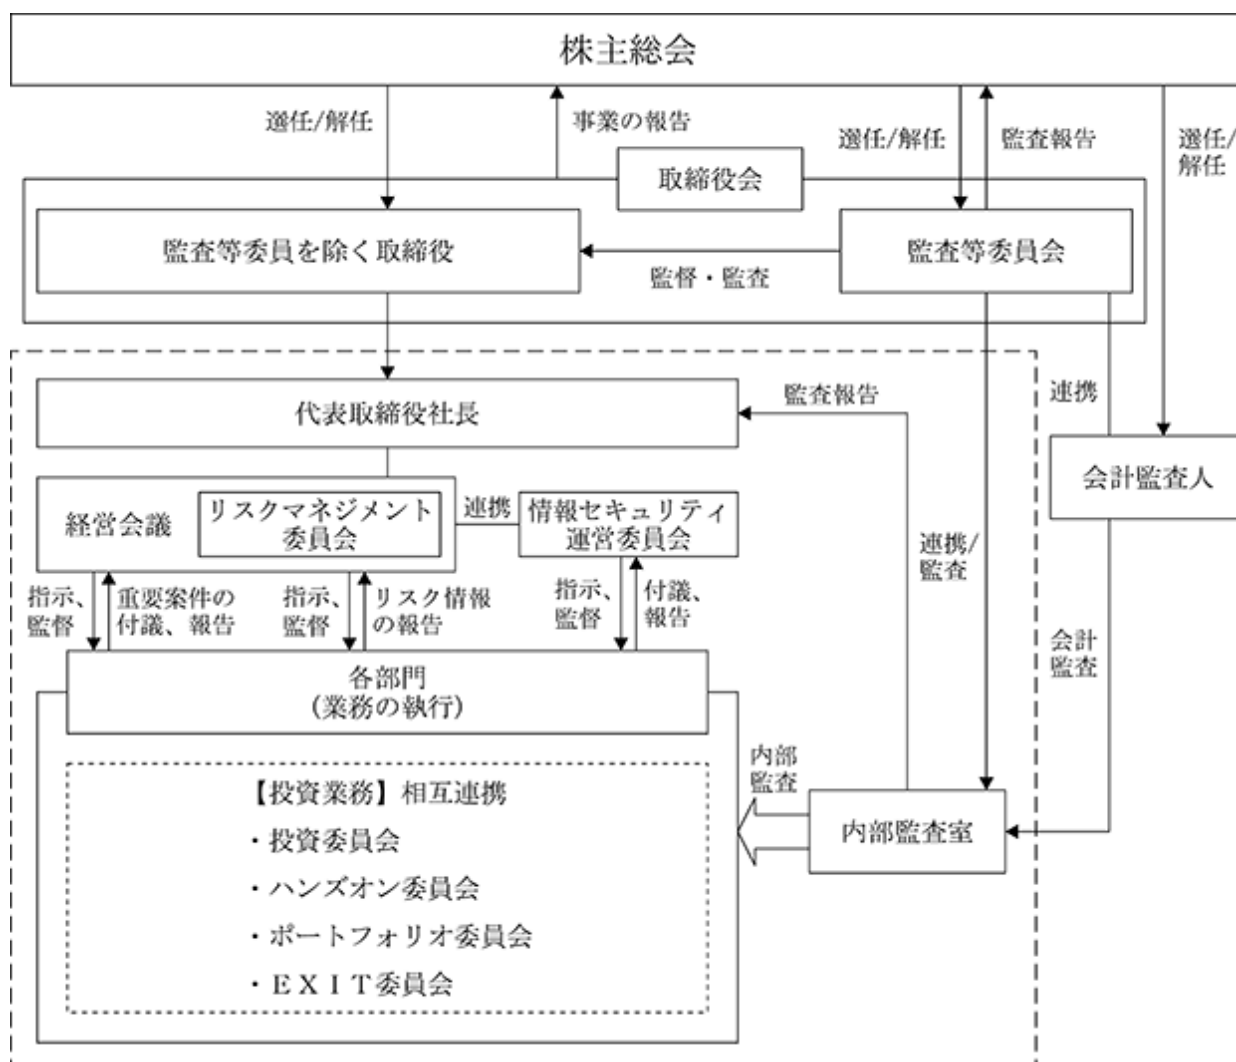 株主総会
選任/解任
事業の報告
選任/解任
監査報告
選任/
解任
取締役会
監査等委員を除く取締役
監督・監査
監査等委員会
代表取締役社長
監査報告
連携
会計監査人
経営会議
リスクマネジメント
委員会
連携
情報セキュリティ
運営委員会
連携/
監査
指示、
監督
重要案件の
付議、報告
指示、
監督
リスク情報
の報告
指示、
監督
付議、
報告
会計
監査
各部門
(業務の執行)
内部
監査
内部監査室
【投資業務】相互連携
・投資委員会
・ハンズオン委員会
・ポートフォリオ委員会
・ＥＸＩＴ委員会